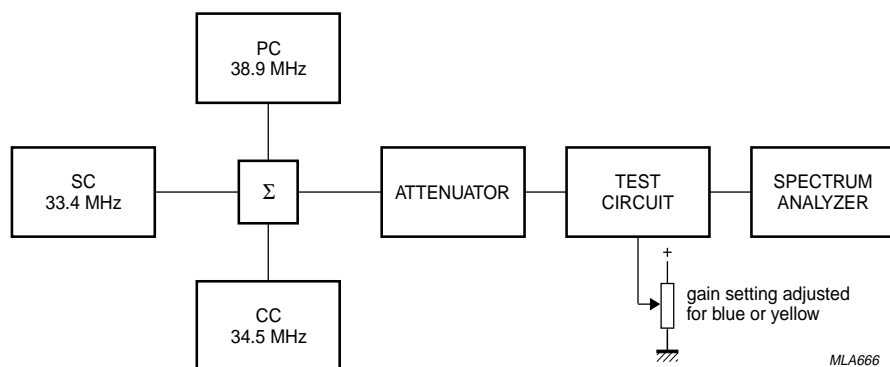 PC
38.9 MHz
SC
33.4 MHz
Σ
ATTENUATOR
TEST
CIRCUIT
SPECTRUM
ANALYZER
CC
34.5 MHz
+
gain setting adjusted
for blue or yellow
MLA666